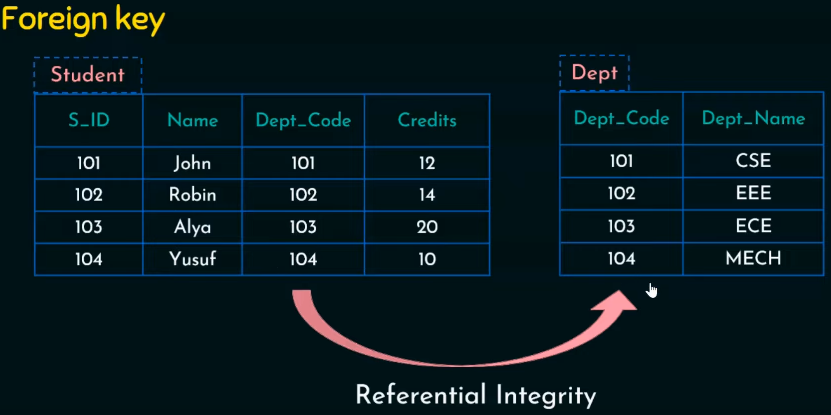 Foreign key
Student
S_ID Name Dept_Code Credits
101 John 101 12
102 Robin 102 14
103 Alya 103 20
104 Yusuf 104 10
Dept
Dept_Code Dept_Name
101 CSE
102 EEE
103 ECE
104 MECH
Referential Integrity